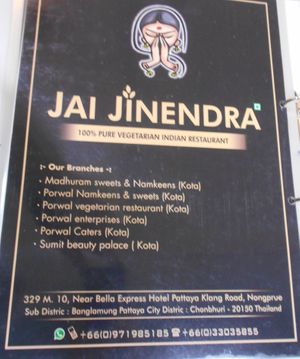 JAI JINENDRA
100% PURE VEGETARIAN INDIAN RESTAURANT
:- Our Branches -:
• Madhuram sweets & Namkeens (Kota)
• Porwal Namkeens & sweets (Kota)
• Porwal vegetarian restaurant (Kota)
• Porwal enterprises (Kota)
• Porwal Caters (Kota)
• Sumit beauty palace ( Kota)
329 M. 10, Near Bella Express Hotel Pattaya Klang Road, Nongprue
Sub Distric : Banglamung Pattaya City Distric : Chonbhuri - 20150 Thailand
+66(0)971985185 ☎ +66(0)33035855